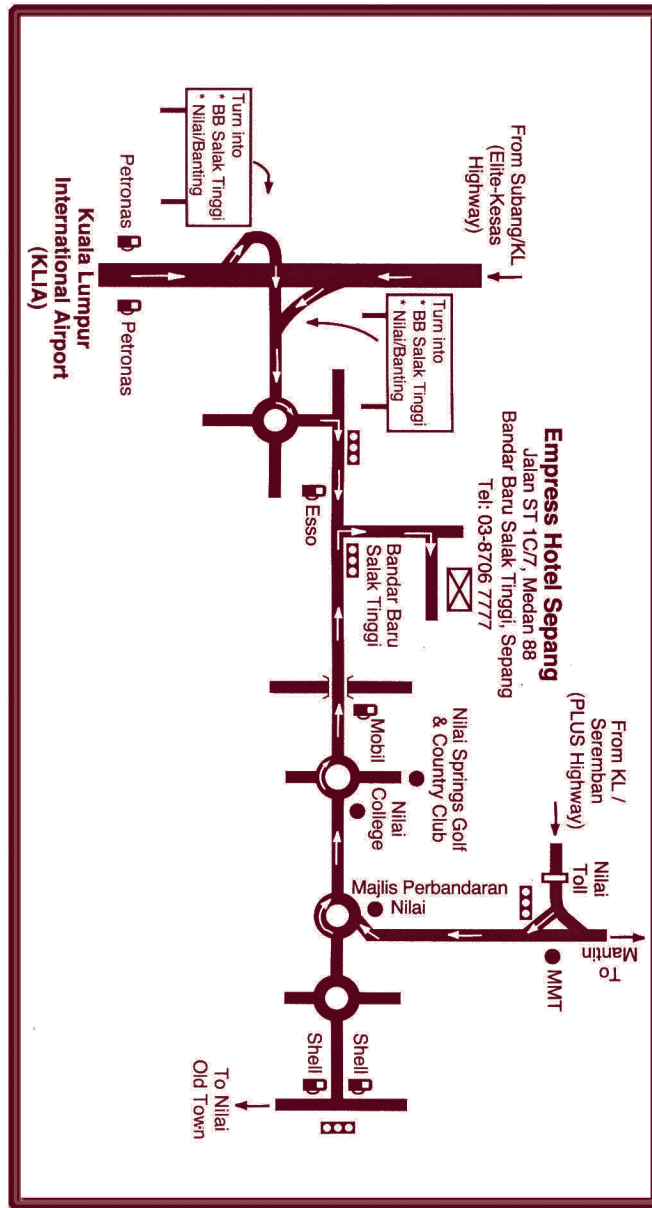 From Subang/KL
(Elite-Kesas
Highway)
Turn into
* BB Salak Tinggi
* Nilai/Banting
Turn into
* BB Salak Tinggi
* Nilai/Banting
Petronas
Petronas
Kuala Lumpur
International Airport
(KLIA)
Empress Hotel Sepang
Jalan ST 1C/7, Medan 88
Bandar Baru Salak Tinggi, Sepang
Tel: 03-8706 7777
Esso
Bandar Baru
Salak Tinggi
Mobil
Nilai Springs Golf
& Country Club
Nilai
College
From KL /
Seremban
(PLUS Highway)
Nilai
Toll
To
Mantin
MMT
Majlis Perbandaran
Nilai
Shell
Shell
To Nilai
Old Town